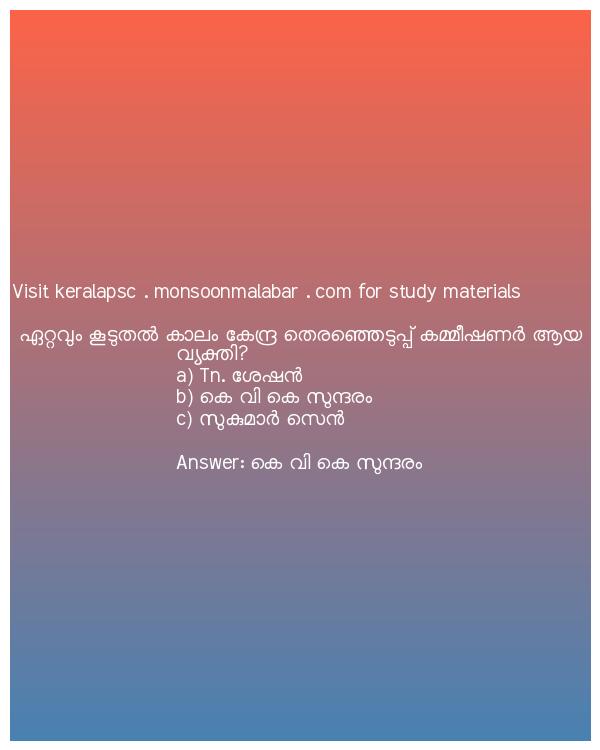 Visit keralapsc . monsoonmalabar . com for study materials
ഏറ്റവും കൂടുതൽ കാലം കേന്ദ്ര തെരഞ്ഞെടുപ്പ് കമ്മീഷണർ ആയ
വ്യക്തി?
a) Tn. ശേഷൻ
b) കെ വി കെ സുന്ദരം
c) സുകുമാർ സെൻ
Answer: കെ വി കെ സുന്ദരം